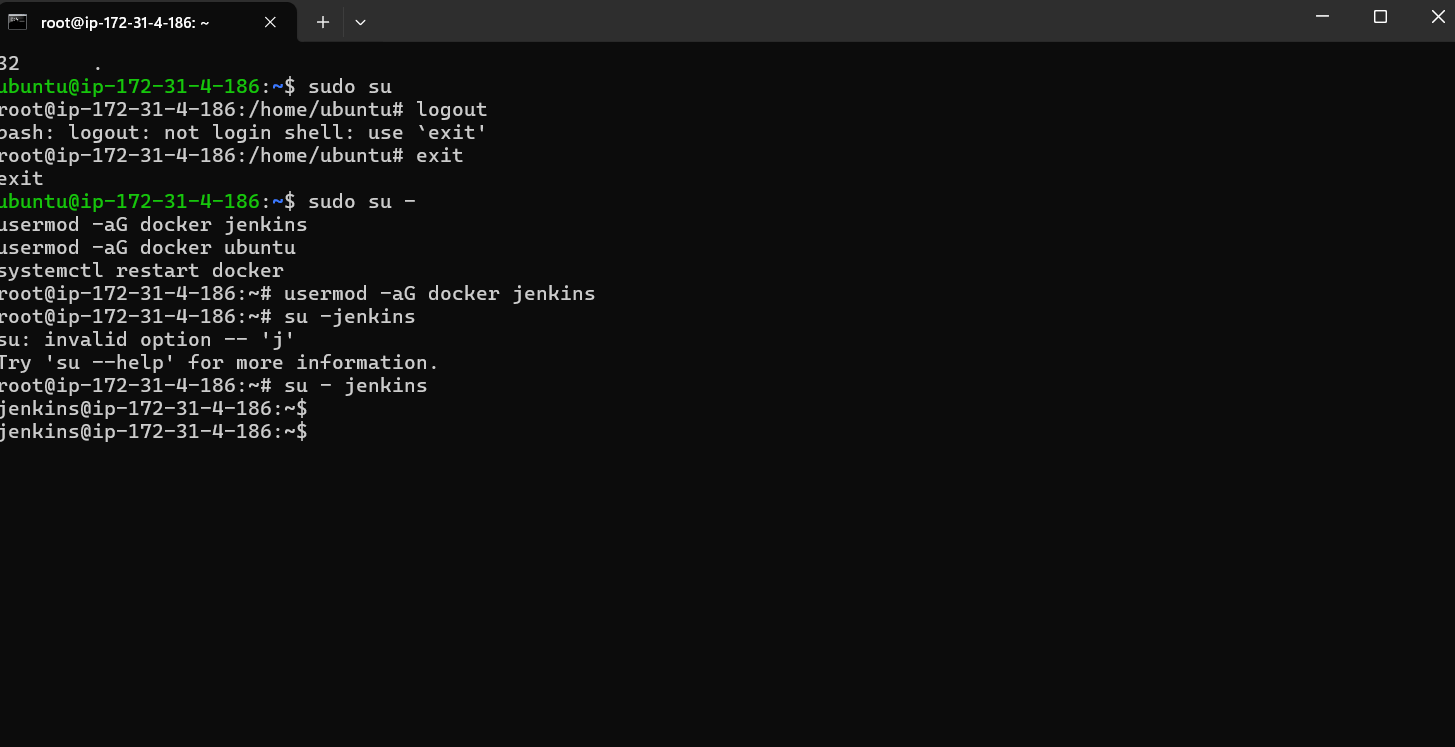 root@ip-172-31-4-186: ~
32      .
ubuntu@ip-172-31-4-186:~$ sudo su
root@ip-172-31-4-186:/home/ubuntu# logout
bash: logout: not login shell: use `exit'
root@ip-172-31-4-186:/home/ubuntu# exit
exit
ubuntu@ip-172-31-4-186:~$ sudo su -
usermod -aG docker jenkins
usermod -aG docker ubuntu
systemctl restart docker
root@ip-172-31-4-186:~# usermod -aG docker jenkins
root@ip-172-31-4-186:~# su -jenkins
su: invalid option -- 'j'
Try 'su --help' for more information.
root@ip-172-31-4-186:~# su - jenkins
jenkins@ip-172-31-4-186:~$
jenkins@ip-172-31-4-186:~$